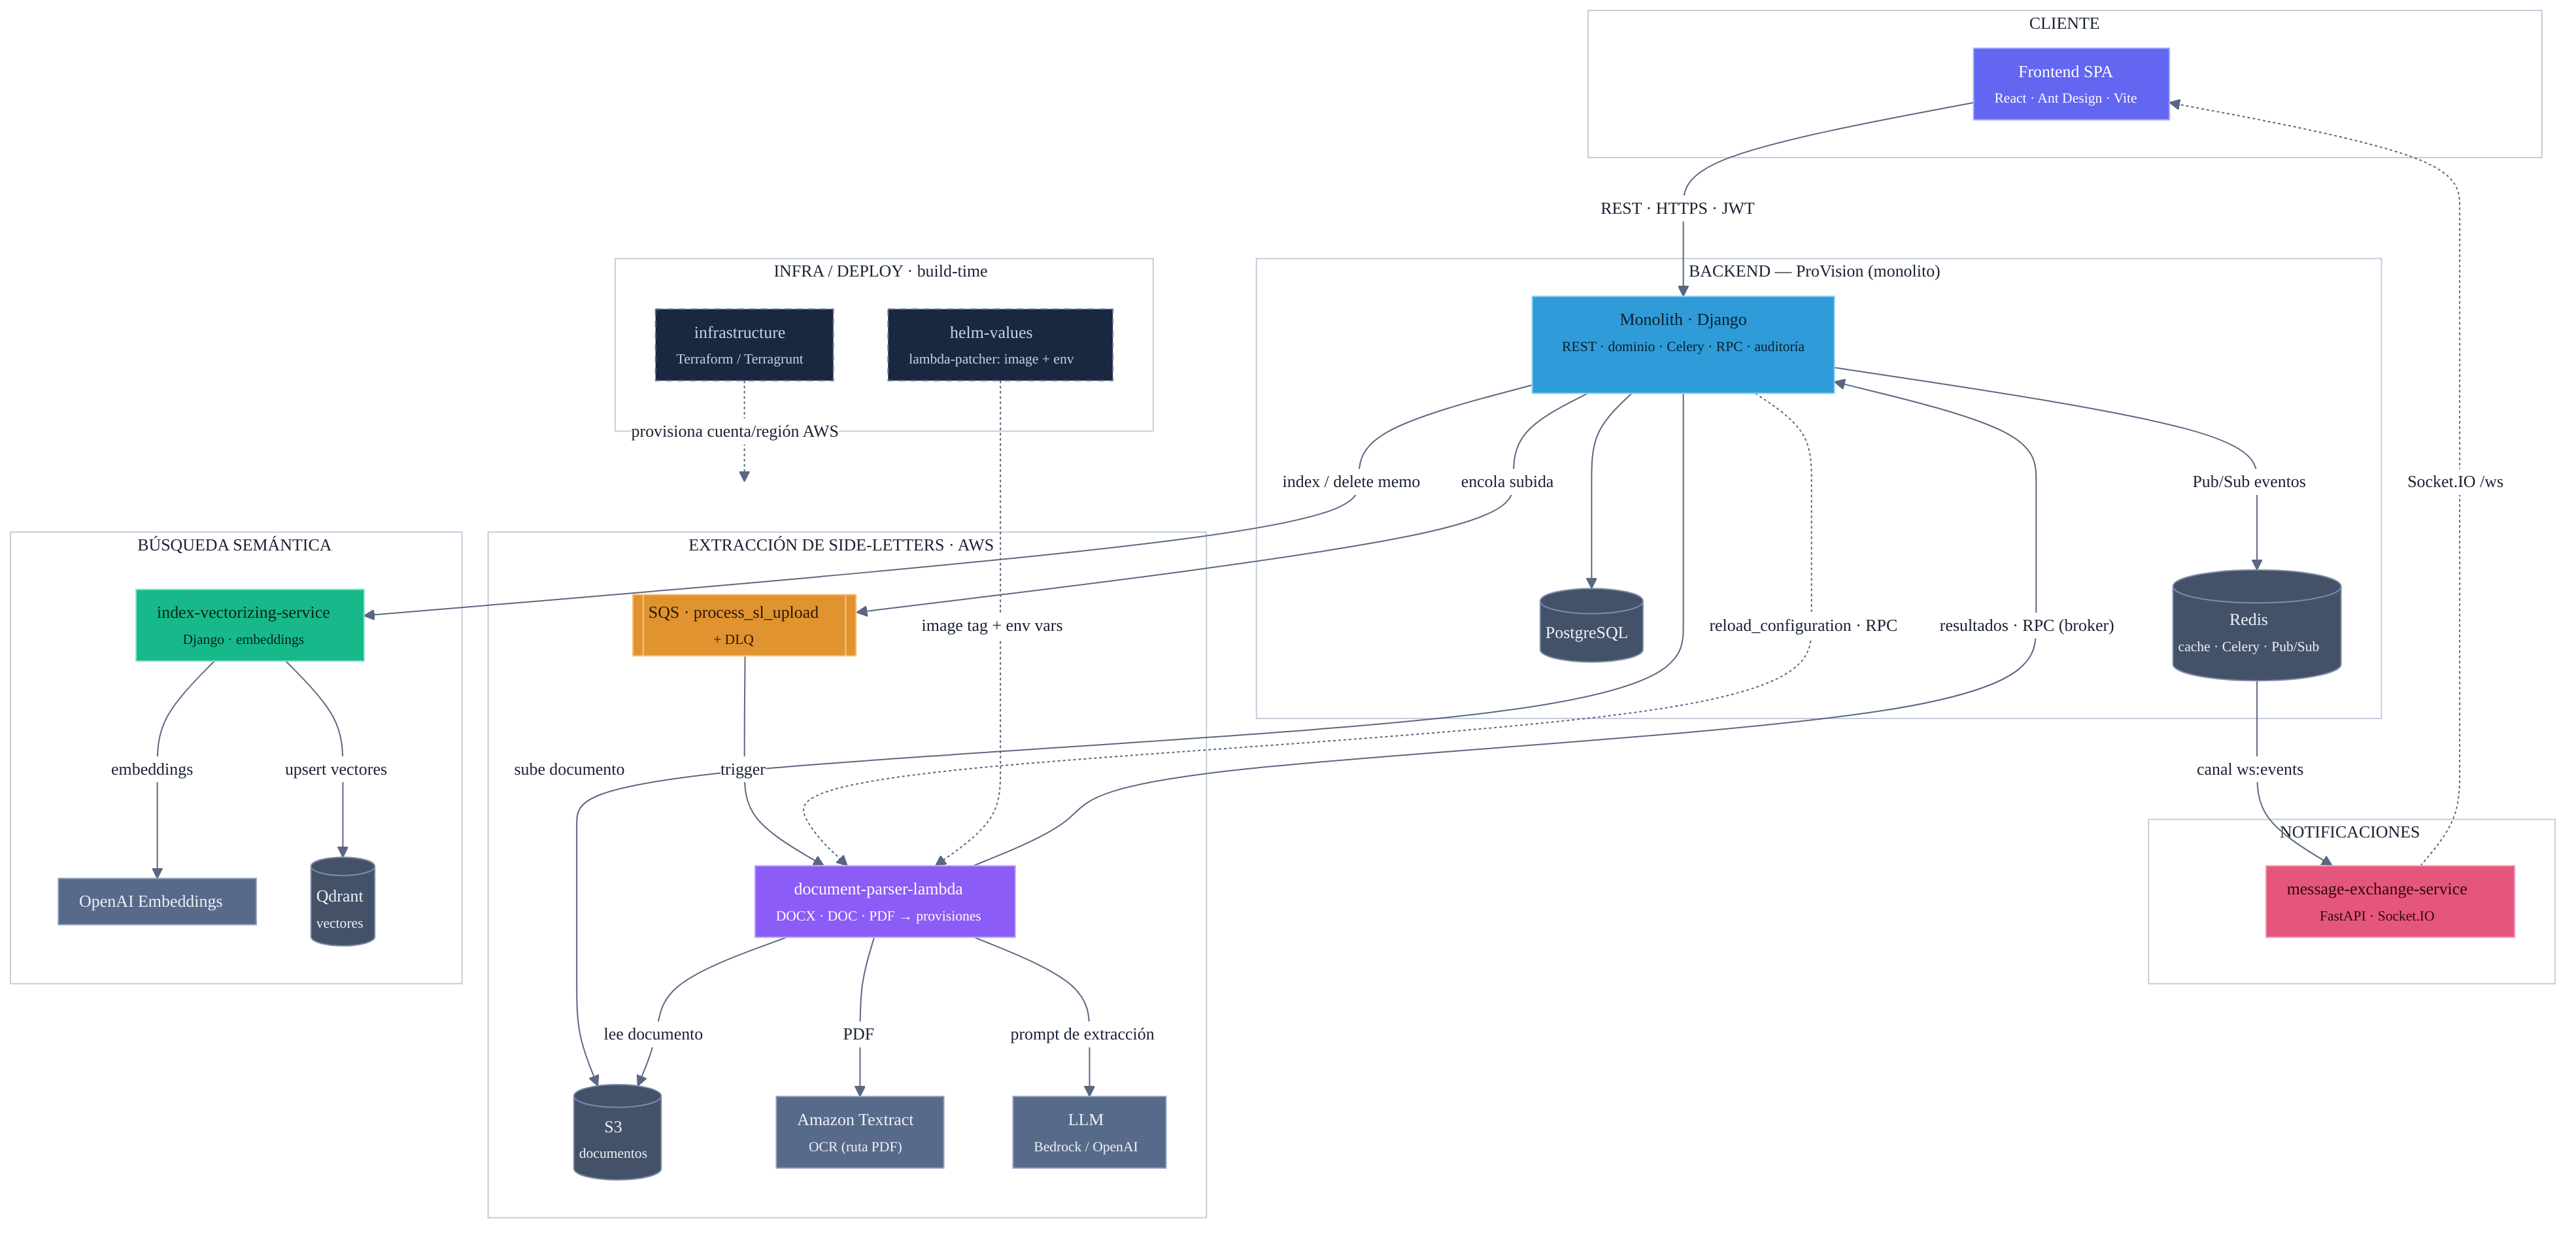 CLIENTE
Frontend SPA
React · Ant Design · Vite
REST · HTTPS · JWT
INFRA / DEPLOY · build-time
infrastructure
Terraform / Terragrunt
helm-values
lambda-patcher: image + env
provisiona cuenta/región AWS
BACKEND — ProVision (monolito)
Monolith · Django
REST · dominio · Celery · RPC · auditoría
index / delete memo
encola subida
Pub/Sub eventos
Socket.IO /ws
PostgreSQL
reload_configuration · RPC
resultados · RPC (broker)
Redis
cache · Celery · Pub/Sub
BÚSQUEDA SEMÁNTICA
index-vectorizing-service
Django · embeddings
embeddings
upsert vectores
OpenAI Embeddings
Qdrant
vectores
EXTRACCIÓN DE SIDE-LETTERS · AWS
SQS · process_sl_upload
+ DLQ
image tag + env vars
sube documento
trigger
document-parser-lambda
DOCX · DOC · PDF → provisiones
lee documento
PDF
prompt de extracción
S3
documentos
Amazon Textract
OCR (ruta PDF)
LLM
Bedrock / OpenAI
canal ws:events
NOTIFICACIONES
message-exchange-service
FastAPI · Socket.IO